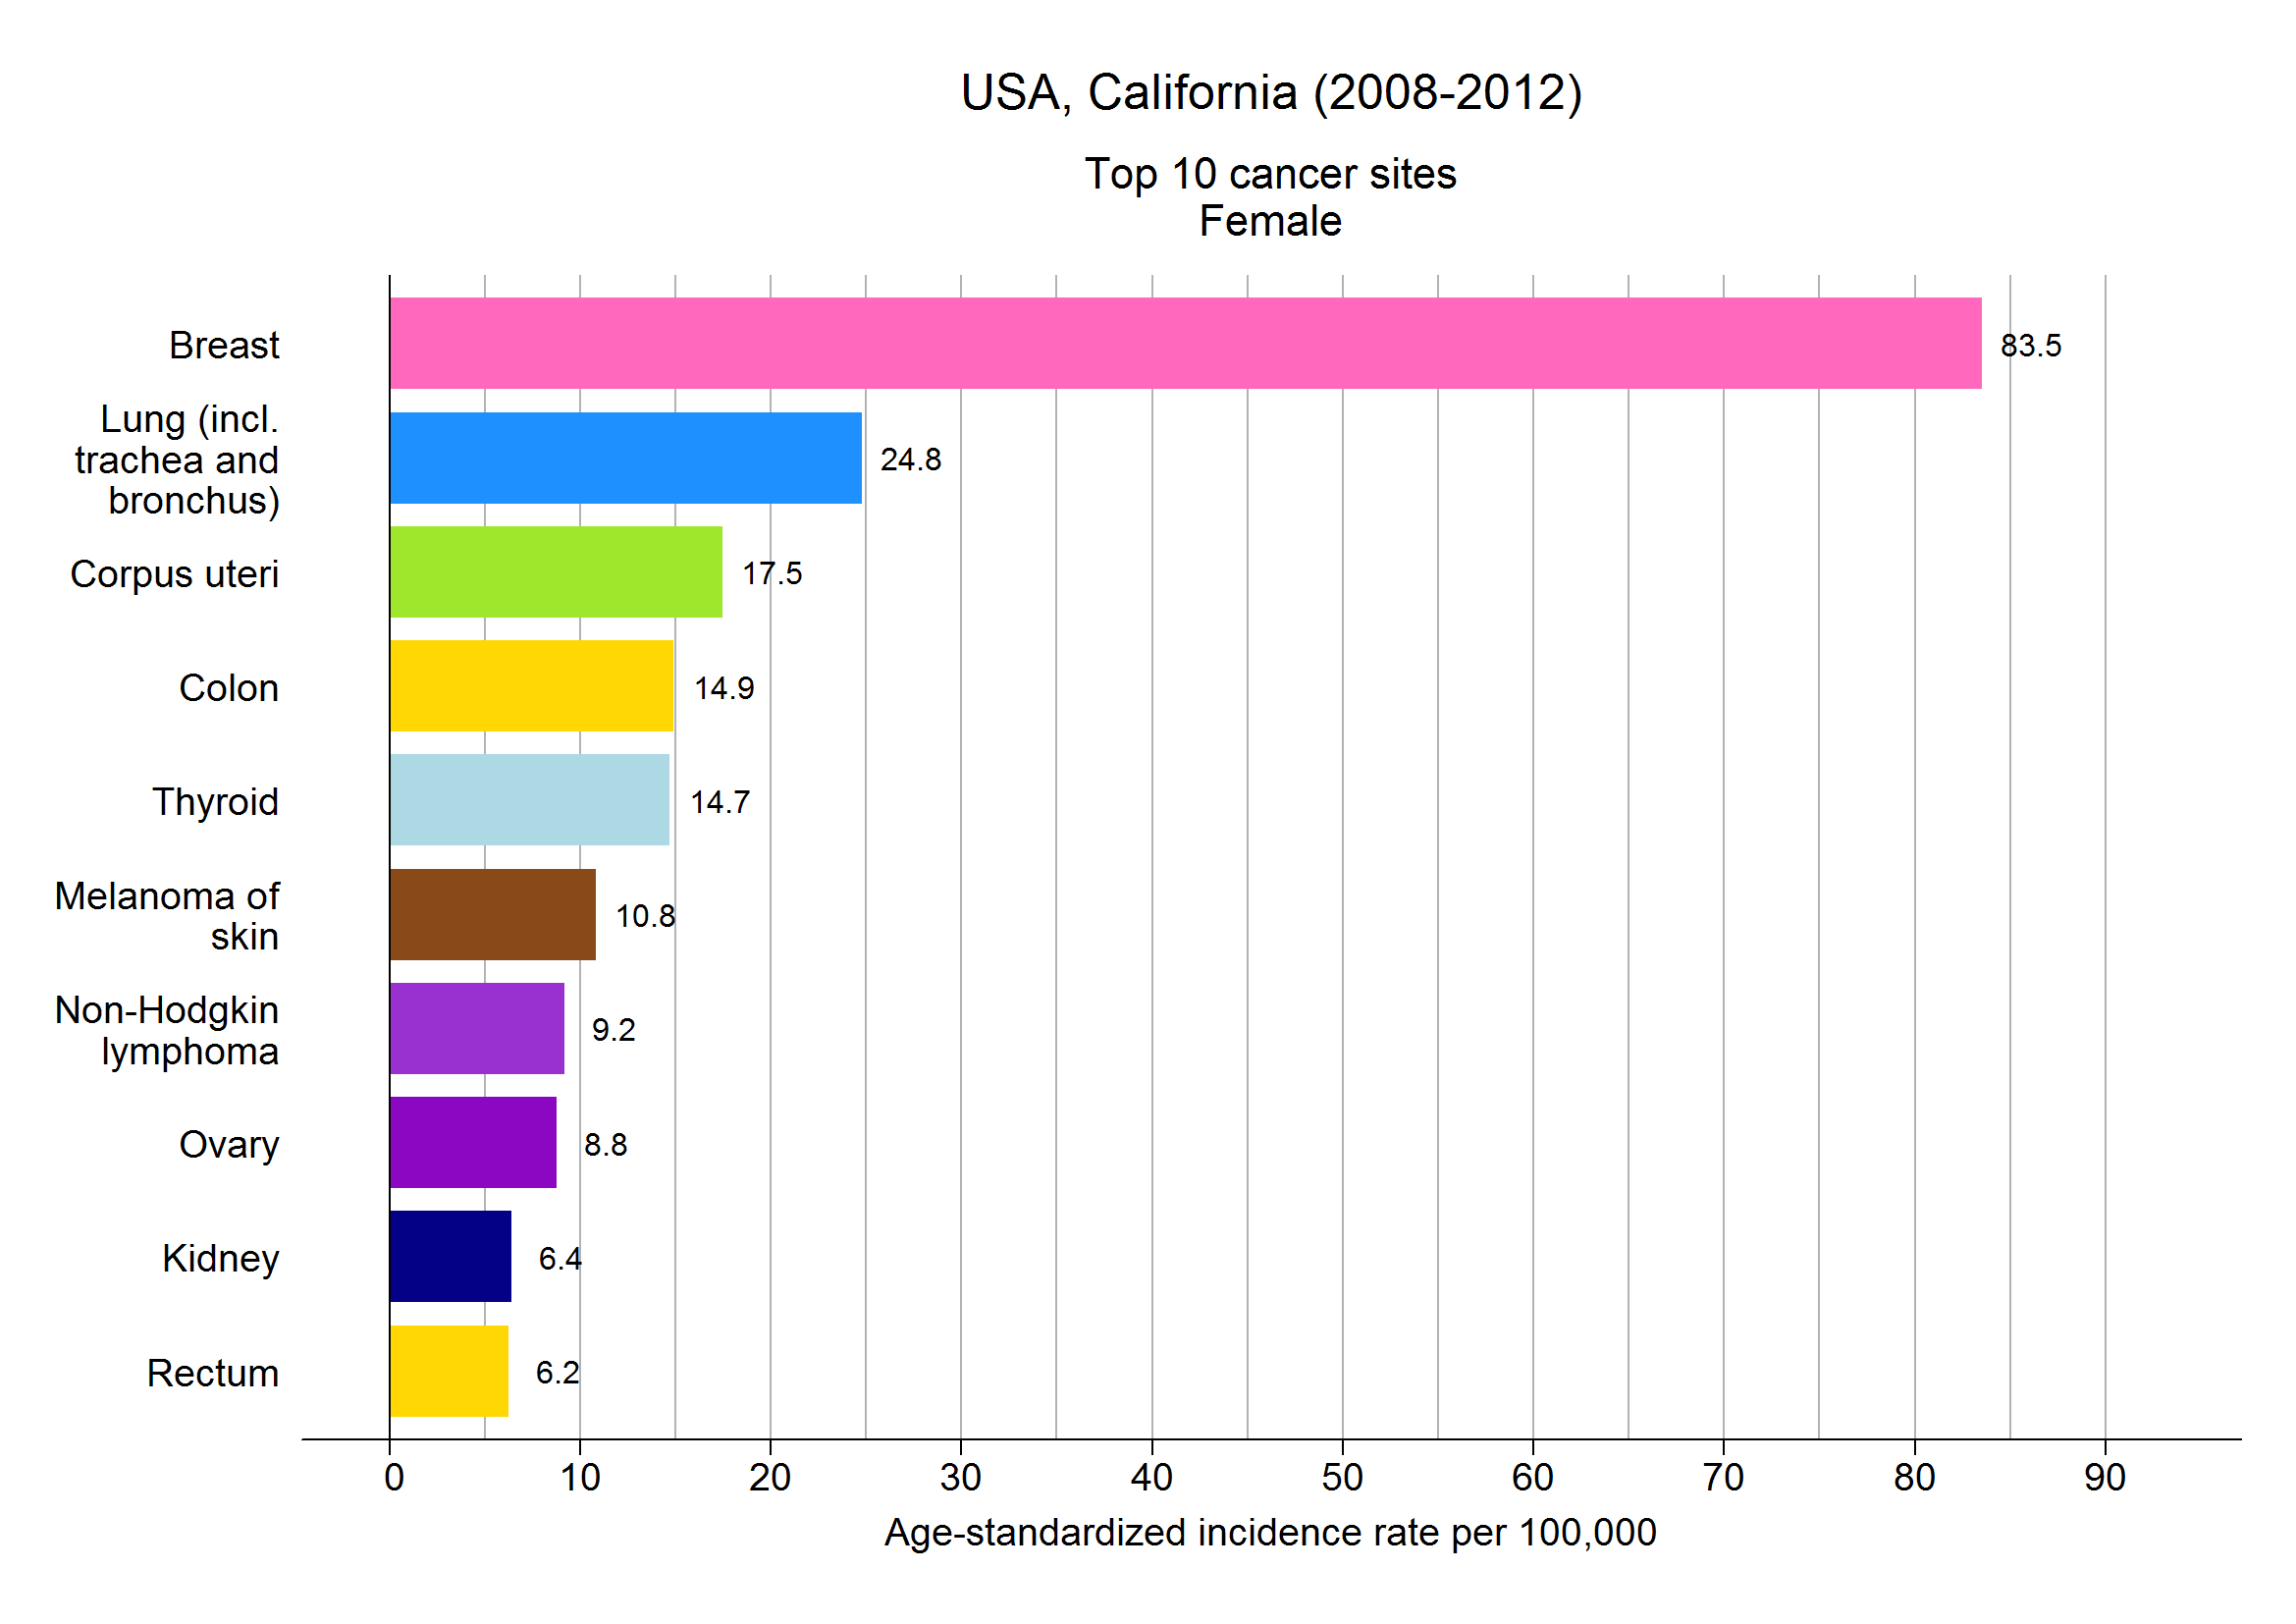 USA, California (2008-2012)
Top 10 cancer sites
Female
Breast
83.5
Lung (incl.
trachea and
bronchus)
24.8
Corpus uteri
17.5
Colon
14.9
Thyroid
14.7
Melanoma of
skin
10.8
Non-Hodgkin
lymphoma
9.2
Ovary
8.8
Kidney
6.4
Rectum
6.2
0 10 20 30 40 50 60 70 80 90
Age-standardized incidence rate per 100,000